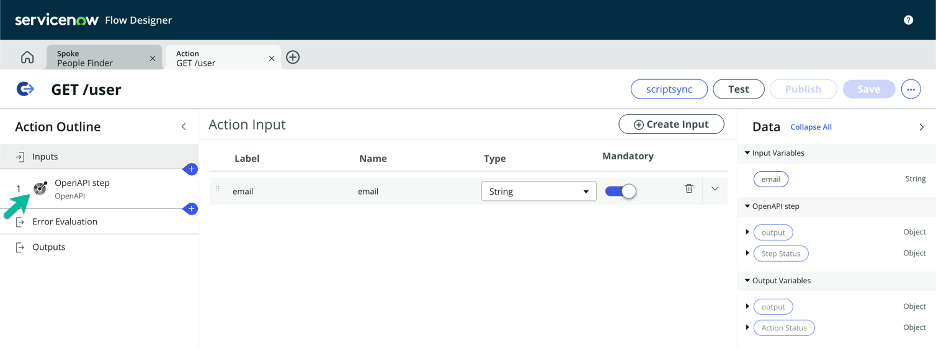 servicenow Flow Designer
Spoke
People Finder
Action
GET /user
GET /user
scriptsync
Test
Publish
Save
Action Outline
Inputs
1
OpenAPI step
OpenAPI
Error Evaluation
Outputs
Action Input
Create Input
Label Name Type Mandatory
email email String
Data Collapse All
Input Variables
email String
OpenAPI step
output Object
Step Status Object
Output Variables
output Object
Action Status Object